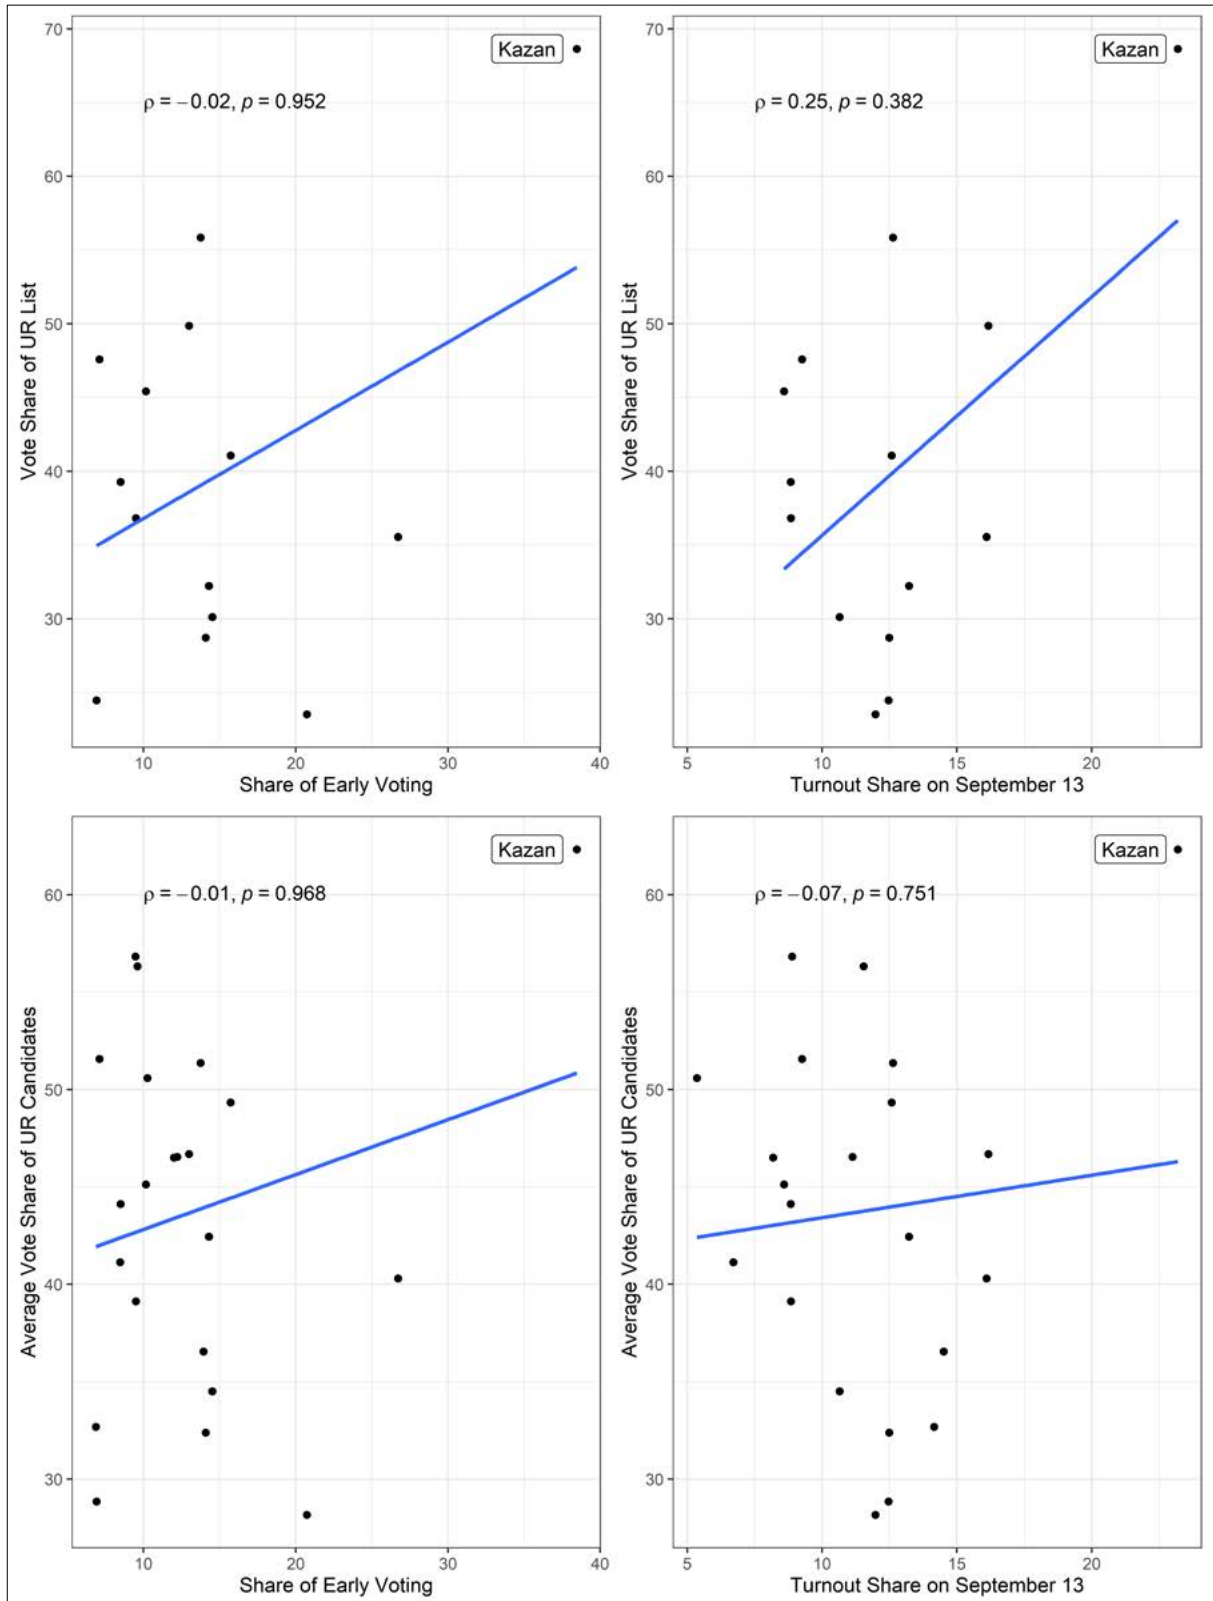 70
60
50
40
30
Vote Share of UR List
Kazan
ρ = −0.02, p = 0.952
10
20
30
40
Share of Early Voting
70
60
50
40
30
Vote Share of UR List
Kazan
ρ = 0.25, p = 0.382
5
10
15
20
Turnout Share on September 13
60
50
40
30
Average Vote Share of UR Candidates
Kazan
ρ = −0.01, p = 0.968
10
20
30
40
Share of Early Voting
60
50
40
30
Average Vote Share of UR Candidates
Kazan
ρ = −0.07, p = 0.751
5
10
15
20
Turnout Share on September 13